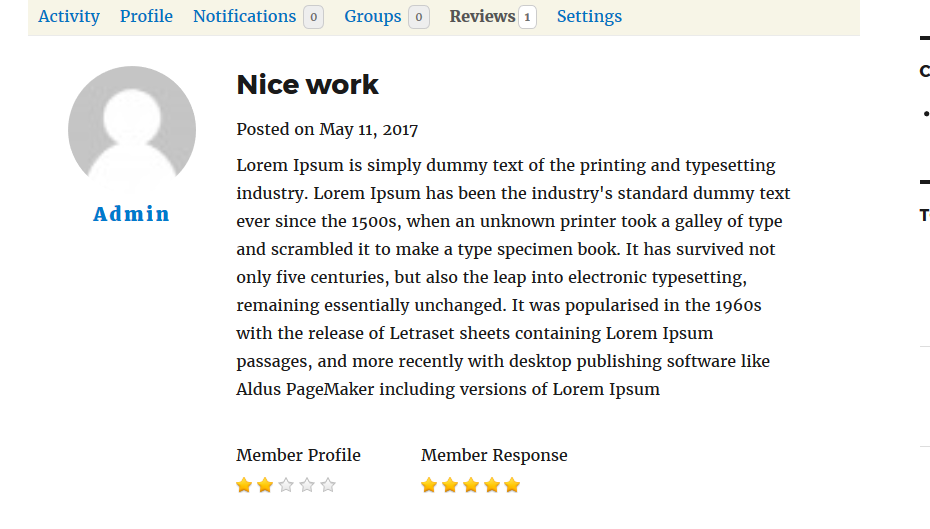 Activity Profile Notifications 0 Groups 0 Reviews 1 Settings
Nice work
Posted on May 11, 2017
Lorem Ipsum is simply dummy text of the printing and typesetting
industry. Lorem Ipsum has been the industry's standard dummy text
ever since the 1500s, when an unknown printer took a galley of type
and scrambled it to make a type specimen book. It has survived not
only five centuries, but also the leap into electronic typesetting,
remaining essentially unchanged. It was popularised in the 1960s
with the release of Letraset sheets containing Lorem Ipsum
passages, and more recently with desktop publishing software like
Aldus PageMaker including versions of Lorem Ipsum
Admin
Member Profile Member Response
C
T